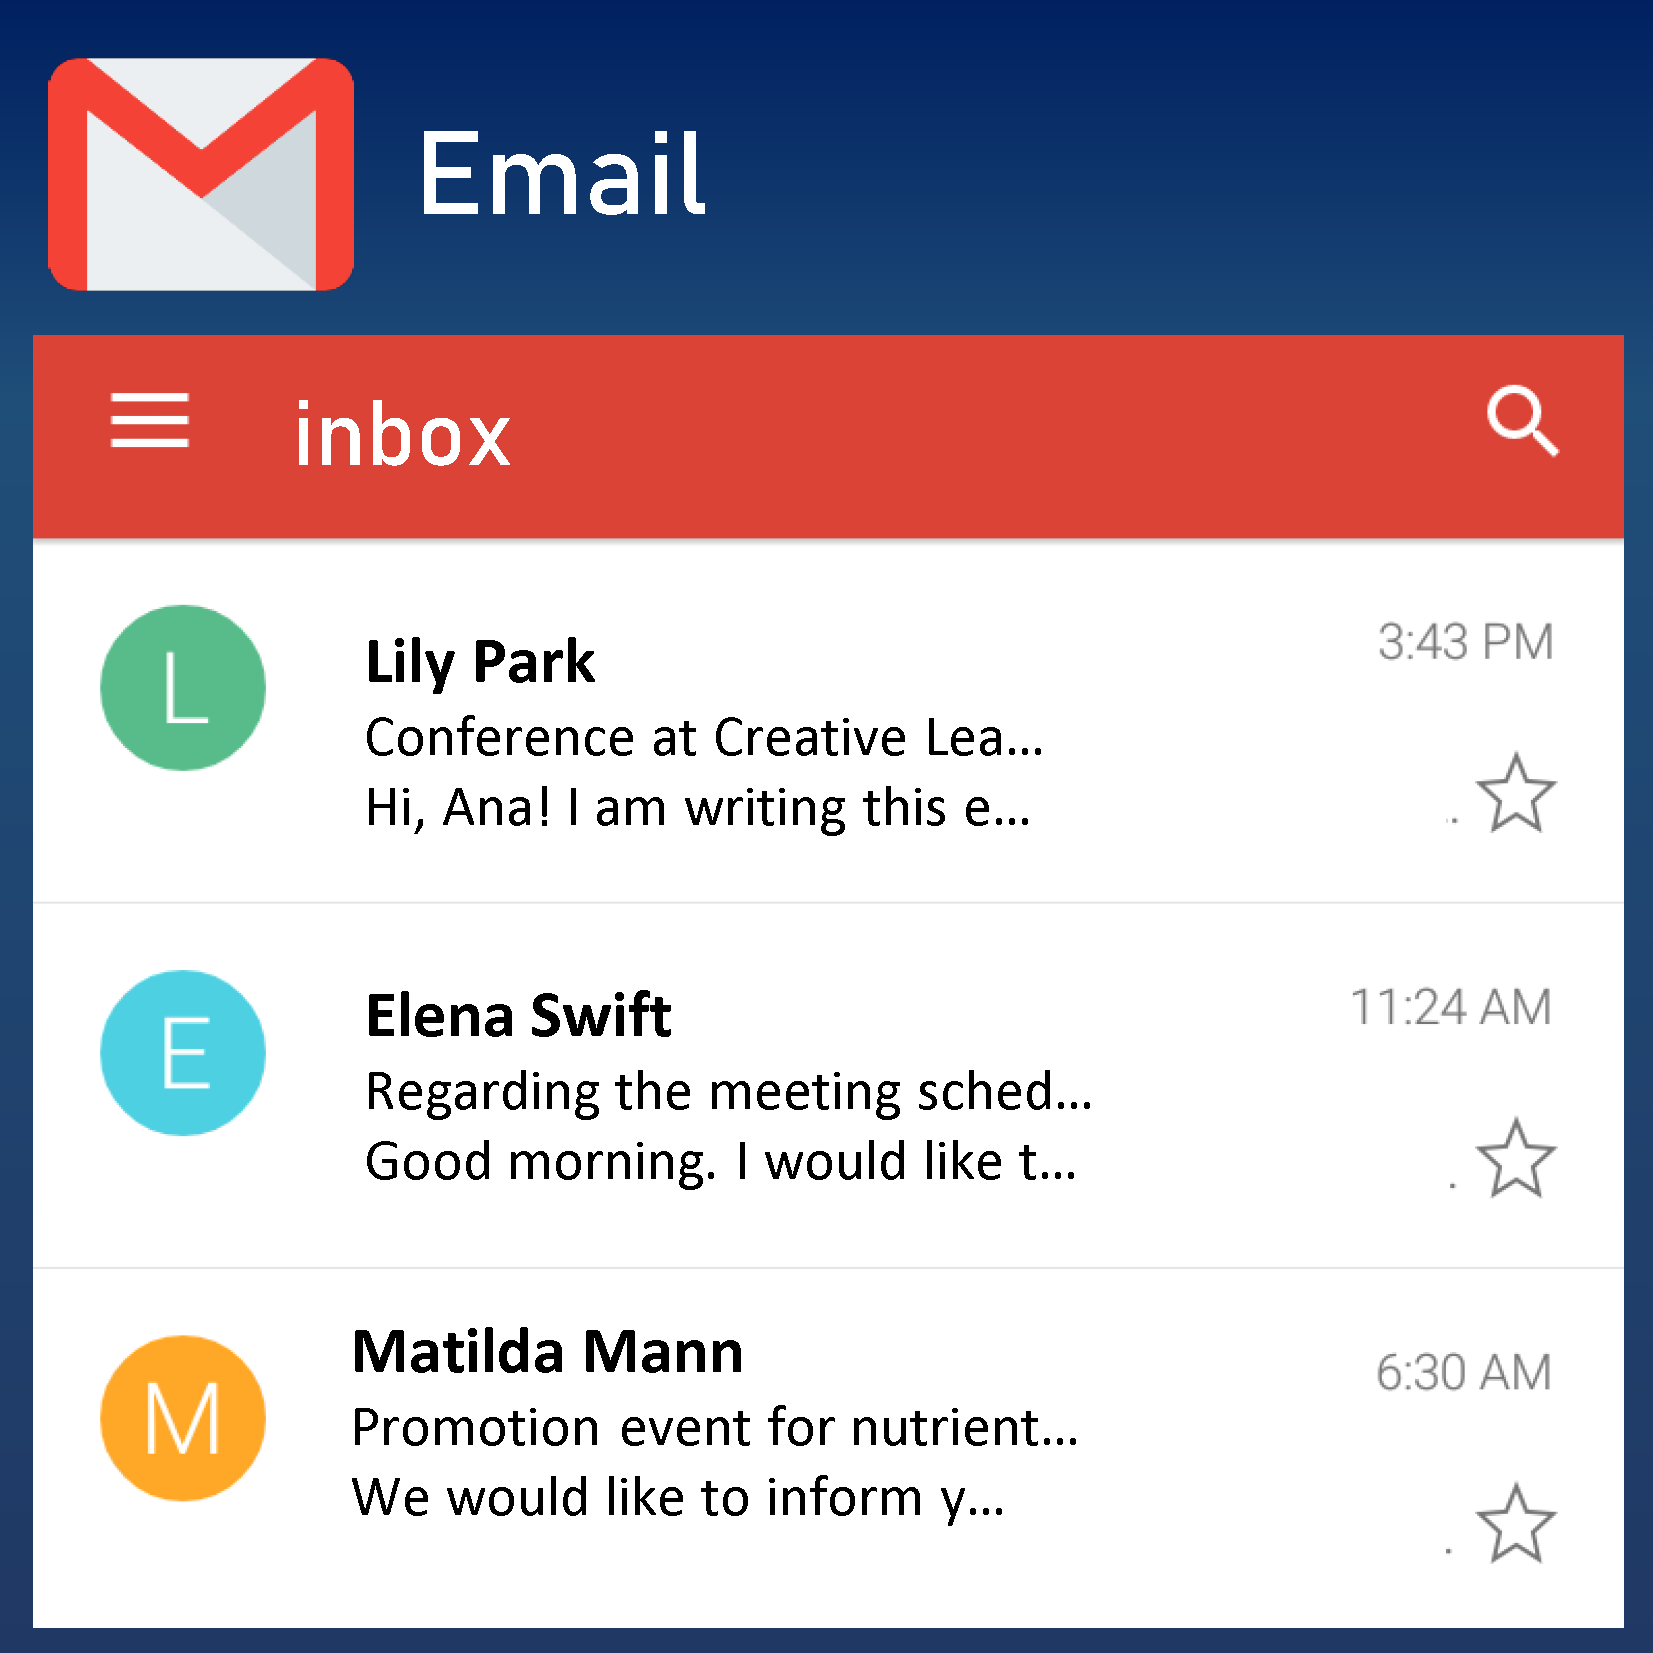 Email
inbox
L
Lily Park
3:43 PM
Conference at Creative Lea...
Hi, Ana! I am writing this e...
E
Elena Swift
11:24 AM
Regarding the meeting sched...
Good morning. I would like t...
M
Matilda Mann
6:30 AM
Promotion event for nutrient...
We would like to inform y...